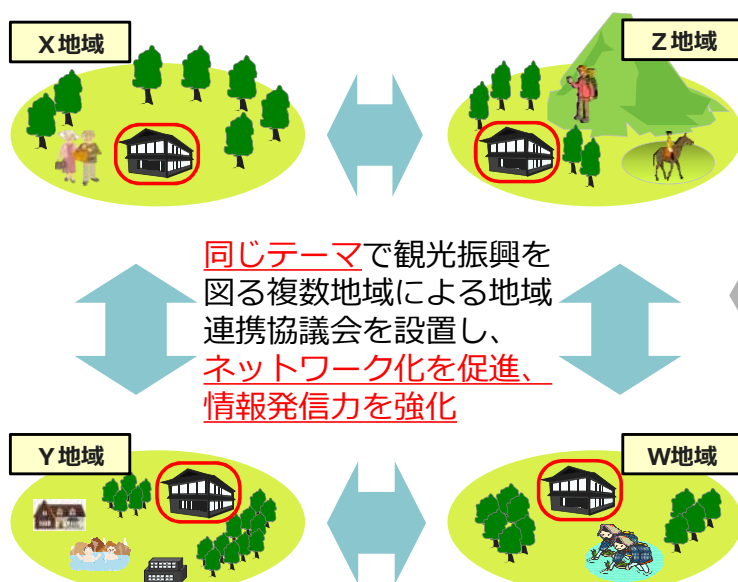 X地域
Z地域
同じテーマで観光振興を
図る複数地域による地域
連携協議会を設置し、
ネットワーク化を促進、
情報発信力を強化
Y地域
W地域